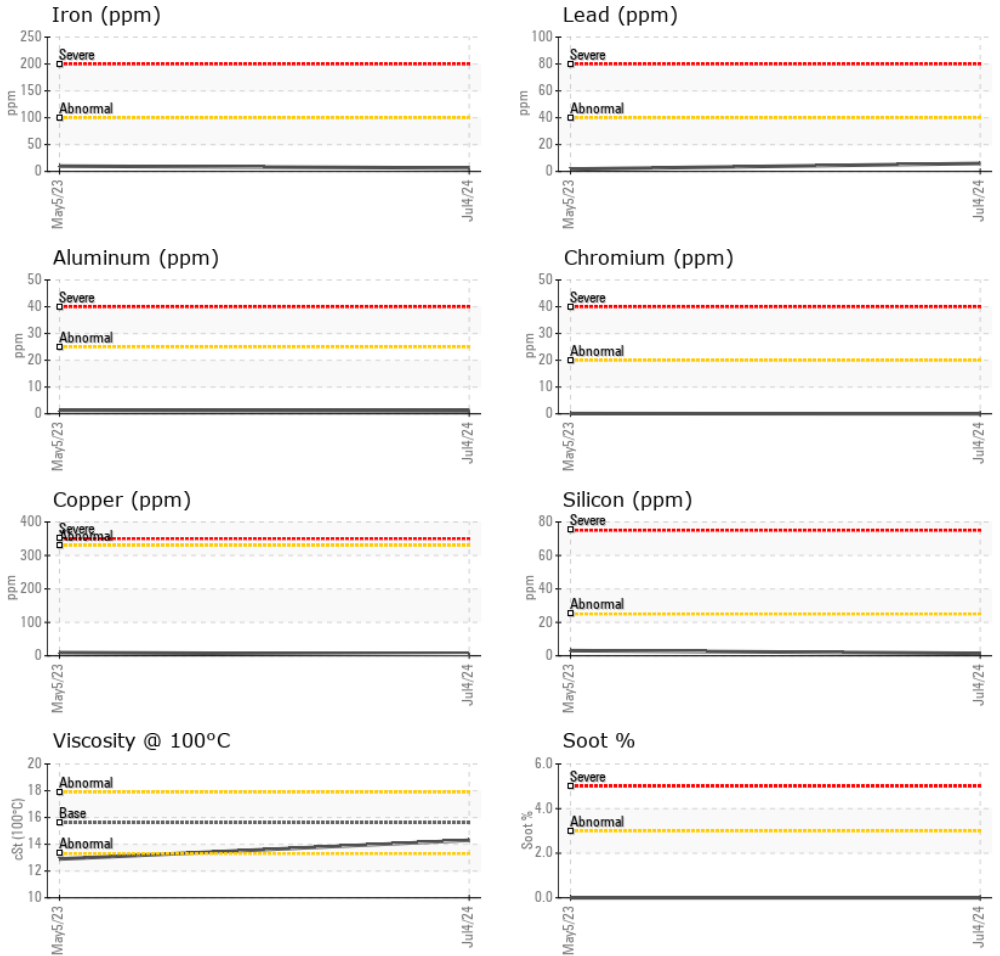 Iron (ppm)
250
200
150
100
50
0
ppm
Severe
Abnormal
May5/23
Jul4/24
Lead (ppm)
100
80
60
40
20
0
ppm
Severe
Abnormal
May5/23
Jul4/24
Aluminum (ppm)
50
40
30
20
10
0
ppm
Severe
Abnormal
May5/23
Jul4/24
Chromium (ppm)
50
40
30
20
10
0
ppm
Severe
Abnormal
May5/23
Jul4/24
Copper (ppm)
400
300
200
100
0
ppm
Severe
Abnormal
May5/23
Jul4/24
Silicon (ppm)
80
60
40
20
0
ppm
Severe
Abnormal
May5/23
Jul4/24
Viscosity @ 100°C
20
18
16
14
12
10
cSt (100°C)
Abnormal
Base
Abnormal
May5/23
Jul4/24
Soot %
6.0
4.0
2.0
0.0
Soot %
Severe
Abnormal
May5/23
Jul4/24